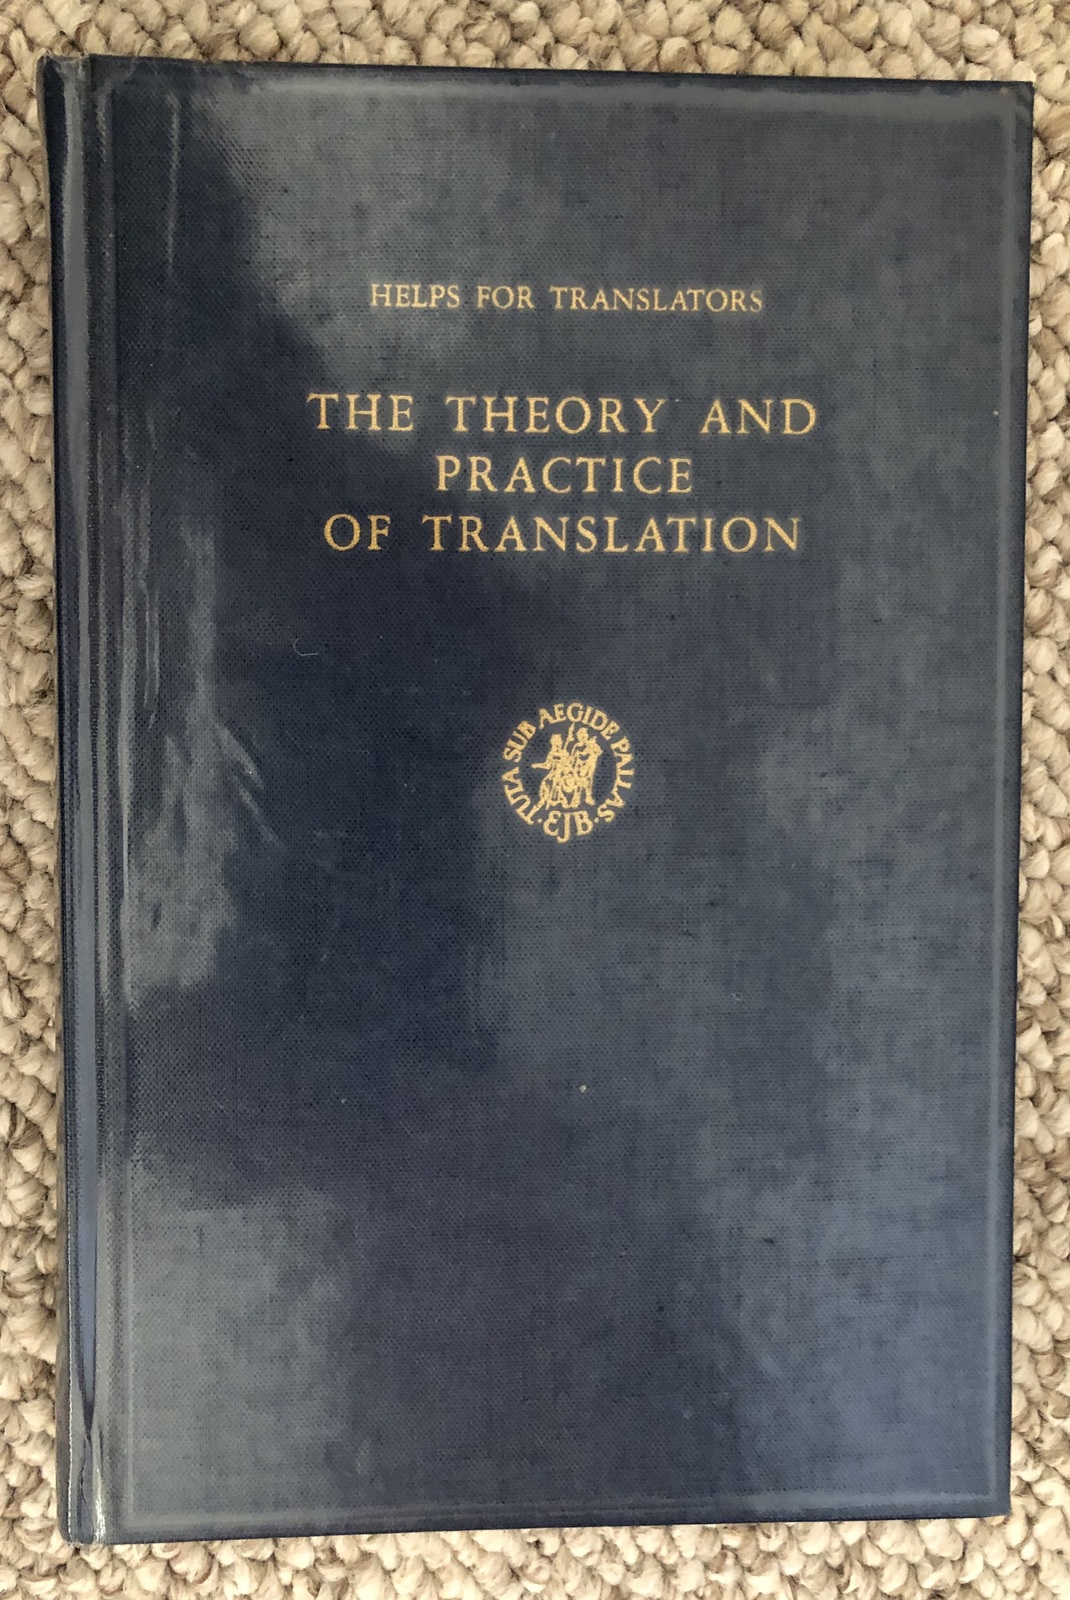 HELPS FOR TRANSLATORS
THE THEORY AND
PRACTICE
OF TRANSLATION
TUTA SUB AEGIDE PALLAS
·EJB·